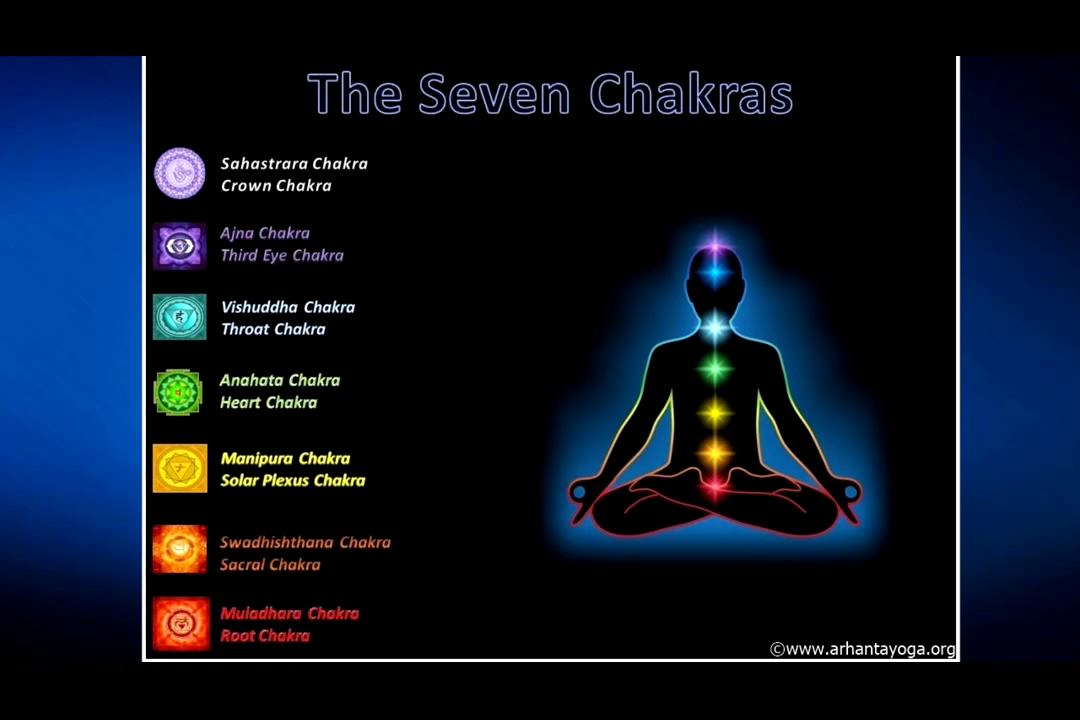 The Seven Chakras
Sahastrara Chakra
Crown Chakra
Ajna Chakra
Third Eye Chakra
Vishuddha Chakra
Throat Chakra
Anahata Chakra
Heart Chakra
Manipura Chakra
Solar Plexus Chakra
Swadhishthana Chakra
Sacral Chakra
Muladhara Chakra
Root Chakra
©www.arhantayoga.org